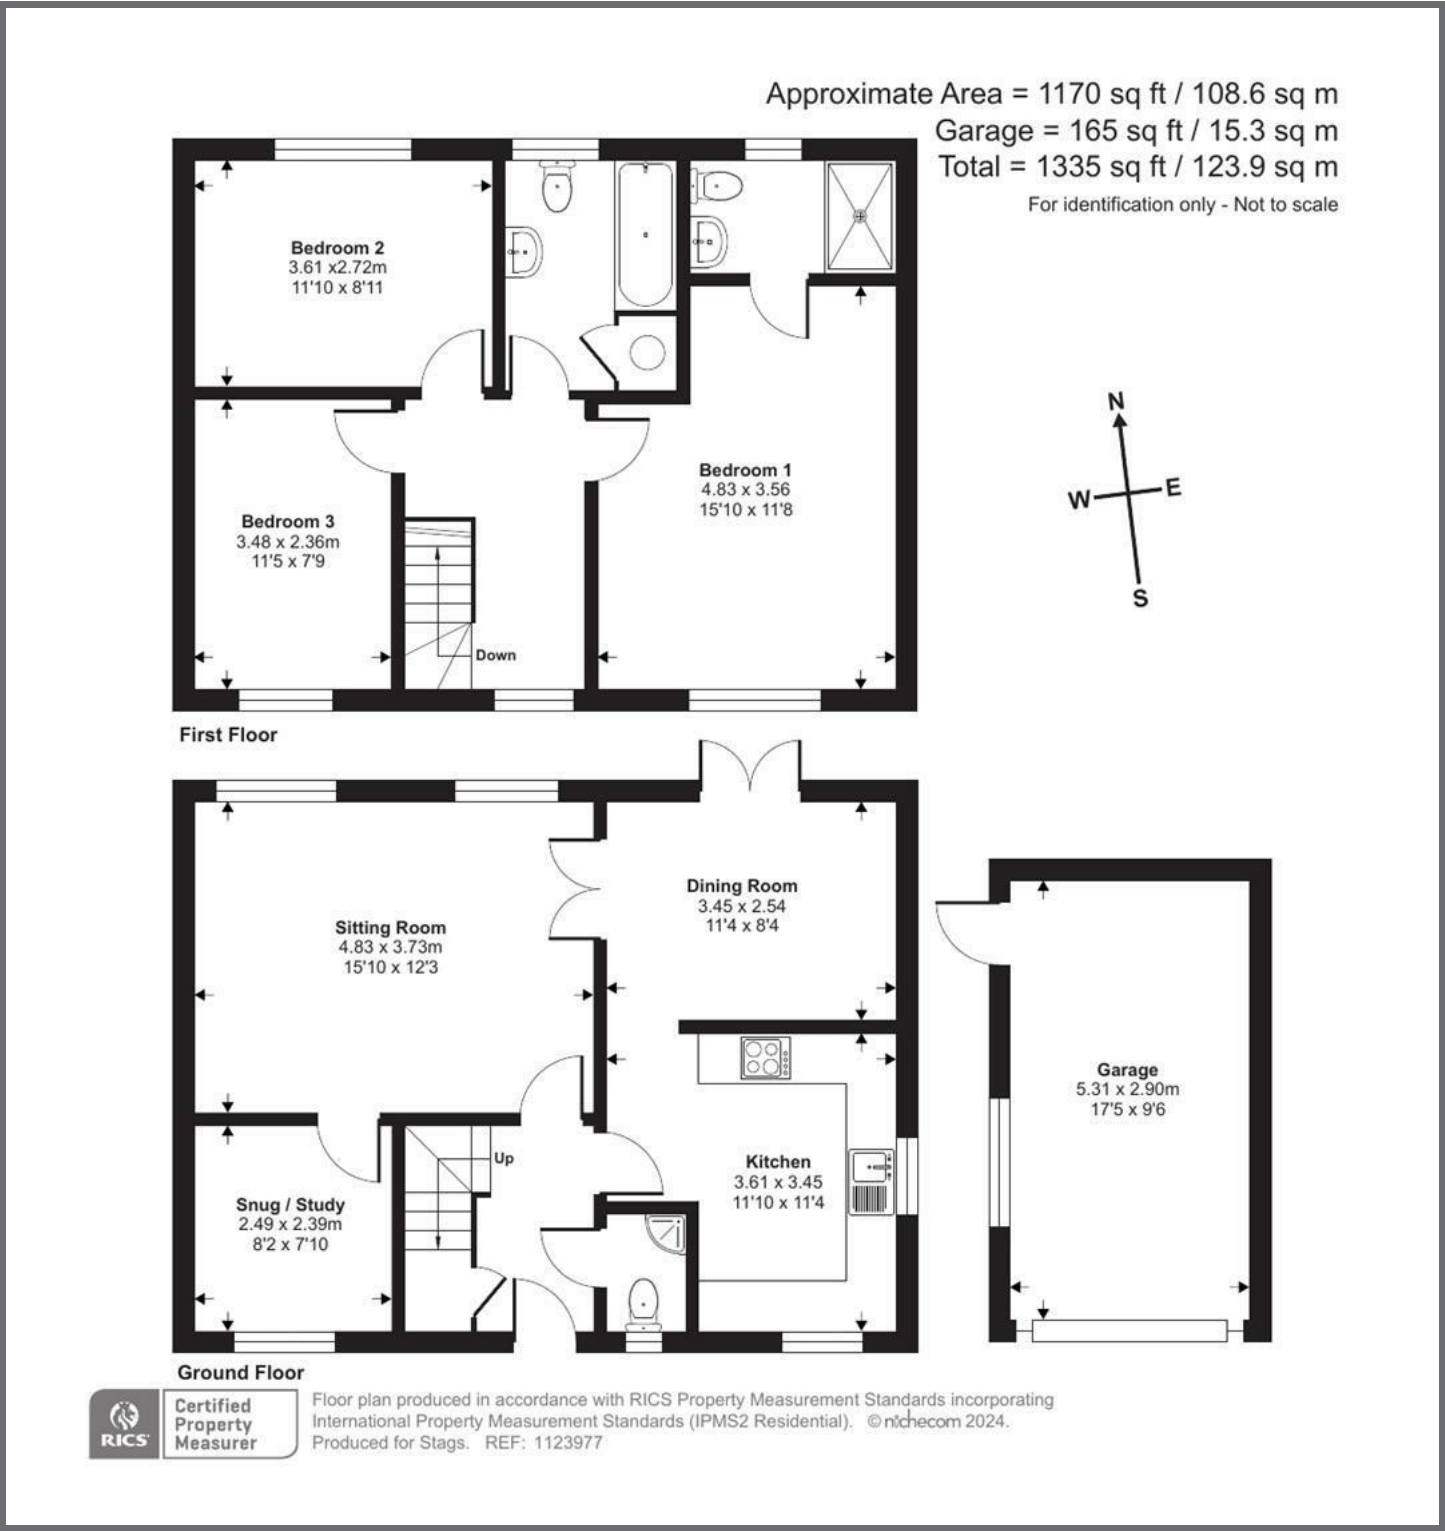 Approximate Area = 1170 sq ft / 108.6 sq m
Garage = 165 sq ft / 15.3 sq m
Total = 1335 sq ft / 123.9 sq m
For identification only - Not to scale
Bedroom 2
3.61 x2.72m
11'10 x 8'11
Bedroom 1
4.83 x 3.56
15'10 x 11'8
Bedroom 3
3.48 x 2.36m
11'5 x 7'9
Down
N
W
E
S
First Floor
Sitting Room
4.83 x 3.73m
15'10 x 12'3
Dining Room
3.45 x 2.54
11'4 x 8'4
Garage
5.31 x 2.90m
17'5 x 9'6
Up
Kitchen
3.61 x 3.45
11'10 x 11'4
Snug / Study
2.49 x 2.39m
8'2 x 7'10
Ground Floor
RICS
Certified
Property
Measurer
Floor plan produced in accordance with RICS Property Measurement Standards incorporating
International Property Measurement Standards (IPMS2 Residential). © nichecom 2024.
Produced for Stags. REF: 1123977